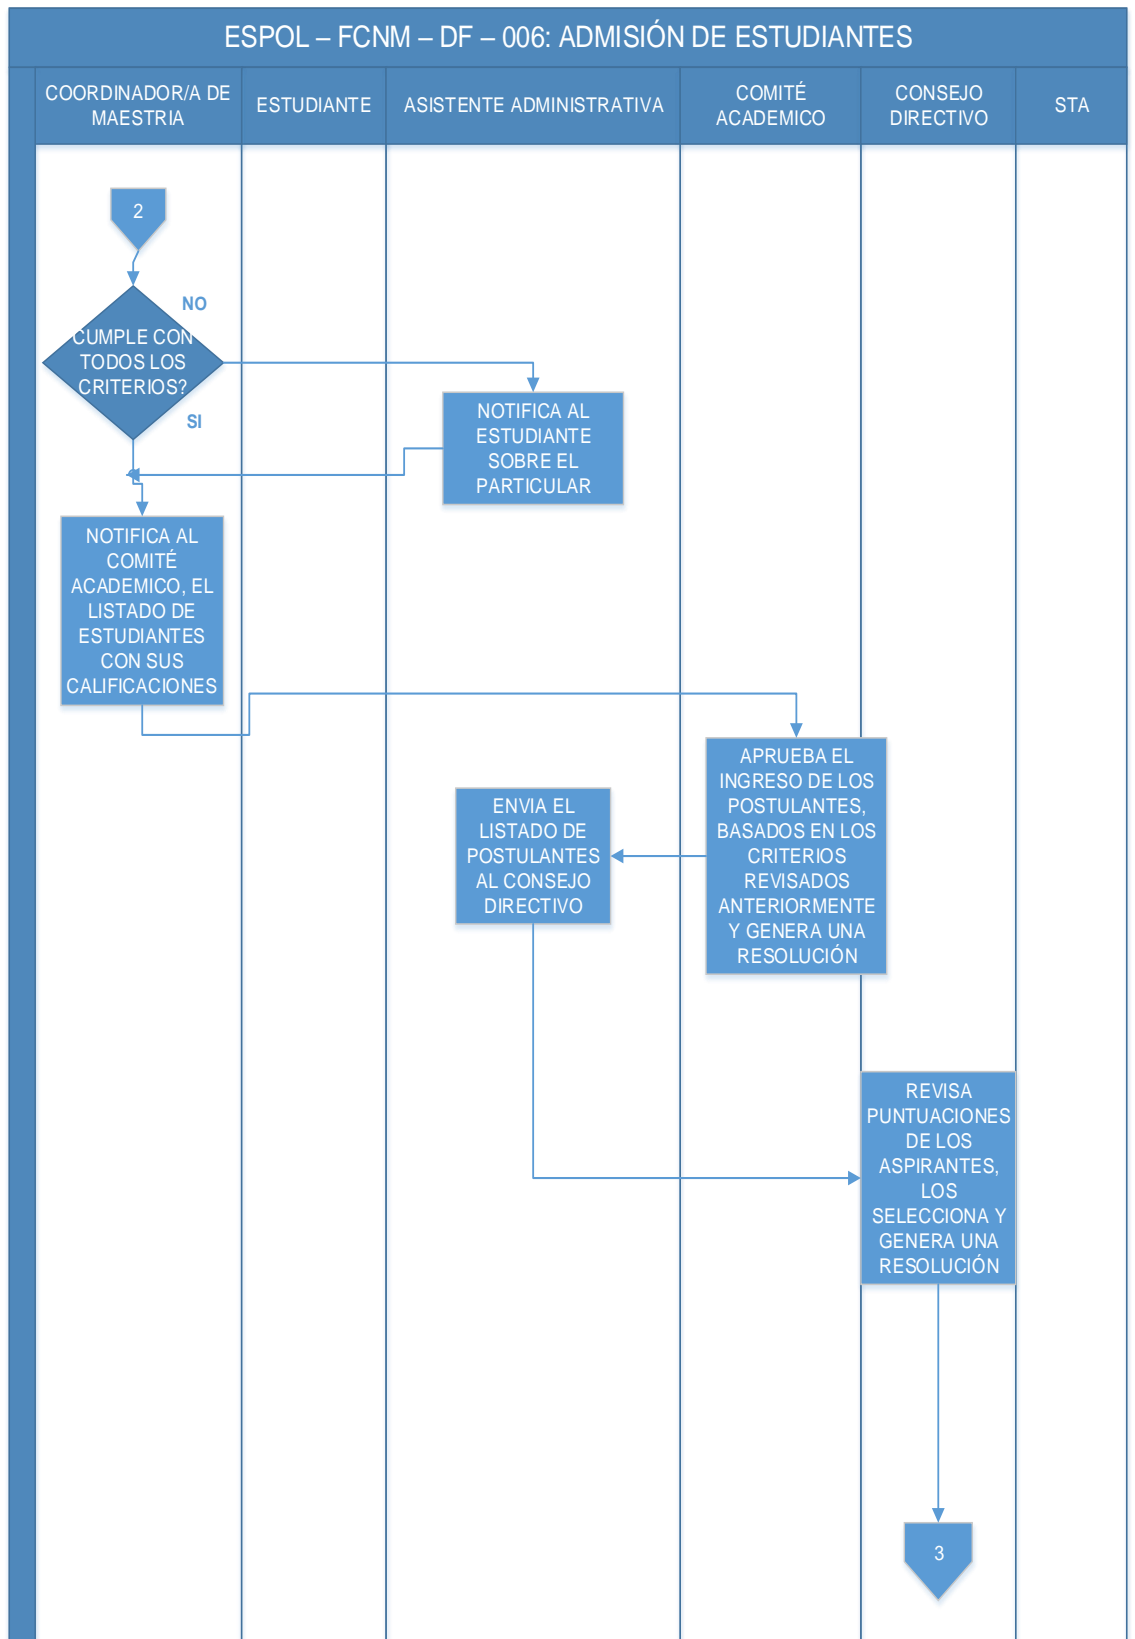 ESPOL – FCNM – DF – 006: ADMISIÓN DE ESTUDIANTES
COORDINADOR/A DE
MAESTRIA
ESTUDIANTE
ASISTENTE ADMINISTRATIVA
COMITÉ
ACADEMICO
CONSEJO
DIRECTIVO
STA
2
NO
CUMPLE CON
TODOS LOS
CRITERIOS?
SI
NOTIFICA AL
ESTUDIANTE
SOBRE EL
PARTICULAR
NOTIFICA AL
COMITÉ
ACADEMICO, EL
LISTADO DE
ESTUDIANTES
CON SUS
CALIFICACIONES
APRUEBA EL
INGRESO DE LOS
POSTULANTES,
BASADOS EN LOS
CRITERIOS
REVISADOS
ANTERIORMENTE
Y GENERA UNA
RESOLUCIÓN
ENVIA EL
LISTADO DE
POSTULANTES
AL CONSEJO
DIRECTIVO
REVISA
PUNTUACIONES
DE LOS
ASPIRANTES,
LOS
SELECCIONA Y
GENERA UNA
RESOLUCIÓN
3